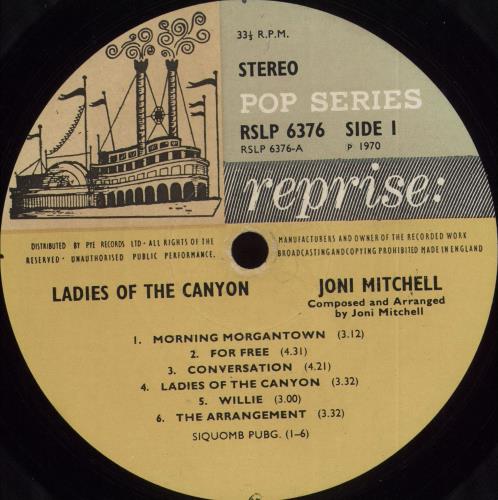 33⅓ R.P.M.
STEREO
POP SERIES
RSLP 6376 SIDE 1
RSLP 6376-A P 1970
reprise:
DISTRIBUTED BY PYE RECORDS LTD · ALL RIGHTS OF THE MANUFACTURERS AND OWNER OF THE RECORDED WORK
RESERVED · UNAUTHORISED PUBLIC PERFORMANCE, BROADCASTING AND COPYING PROHIBITED MADE IN ENGLAND
LADIES OF THE CANYON JONI MITCHELL
Composed and Arranged
by Joni Mitchell
1. MORNING MORGANTOWN (3.12)
2. FOR FREE (4.31)
3. CONVERSATION (4.21)
4. LADIES OF THE CANYON (3.32)
5. WILLIE (3.00)
6. THE ARRANGEMENT (3.32)
SIQUOMB PUBG. (1-6)